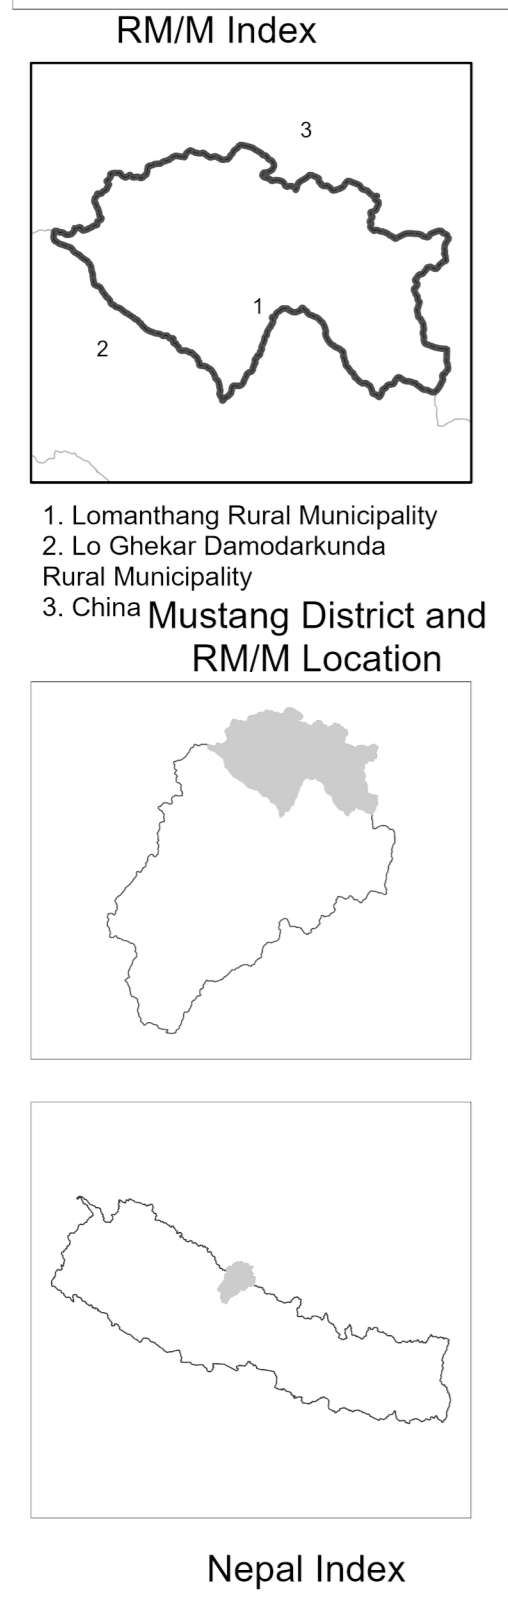 RM/M Index
3
1
2
1. Lomanthang Rural Municipality
2. Lo Ghekar Damodarkunda
Rural Municipality
3. China
Mustang District and
RM/M Location
Nepal Index